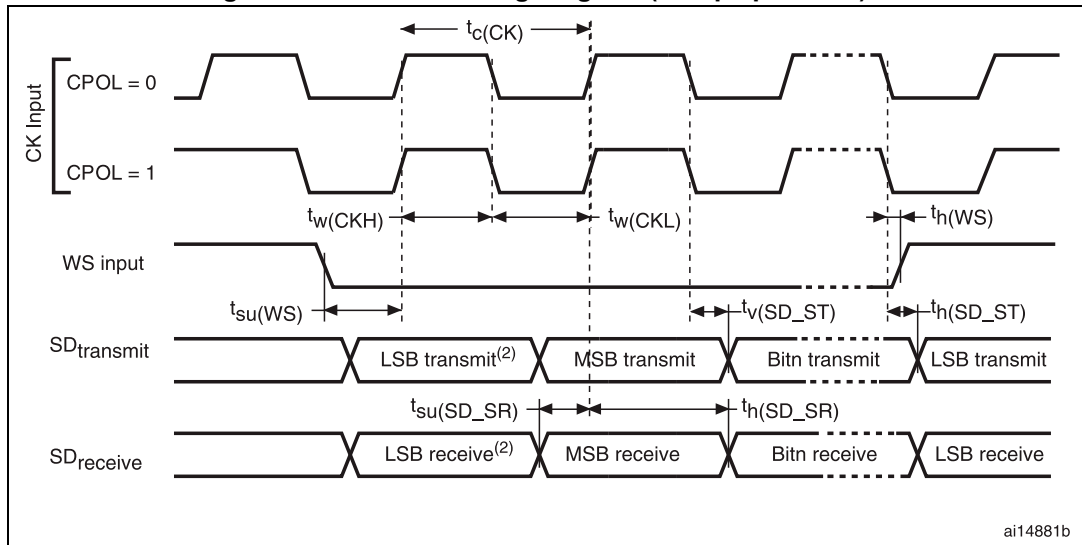 tc(CK)
CK Input
CPOL = 0
CPOL = 1
tw(CKH)
tw(CKL)
th(WS)
WS input
tsu(WS)
tv(SD_ST)
th(SD_ST)
SDtransmit
LSB transmit(2)
MSB transmit
Bitn transmit
LSB transmit
tsu(SD_SR)
th(SD_SR)
SDreceive
LSB receive(2)
MSB receive
Bitn receive
LSB receive
ai14881b